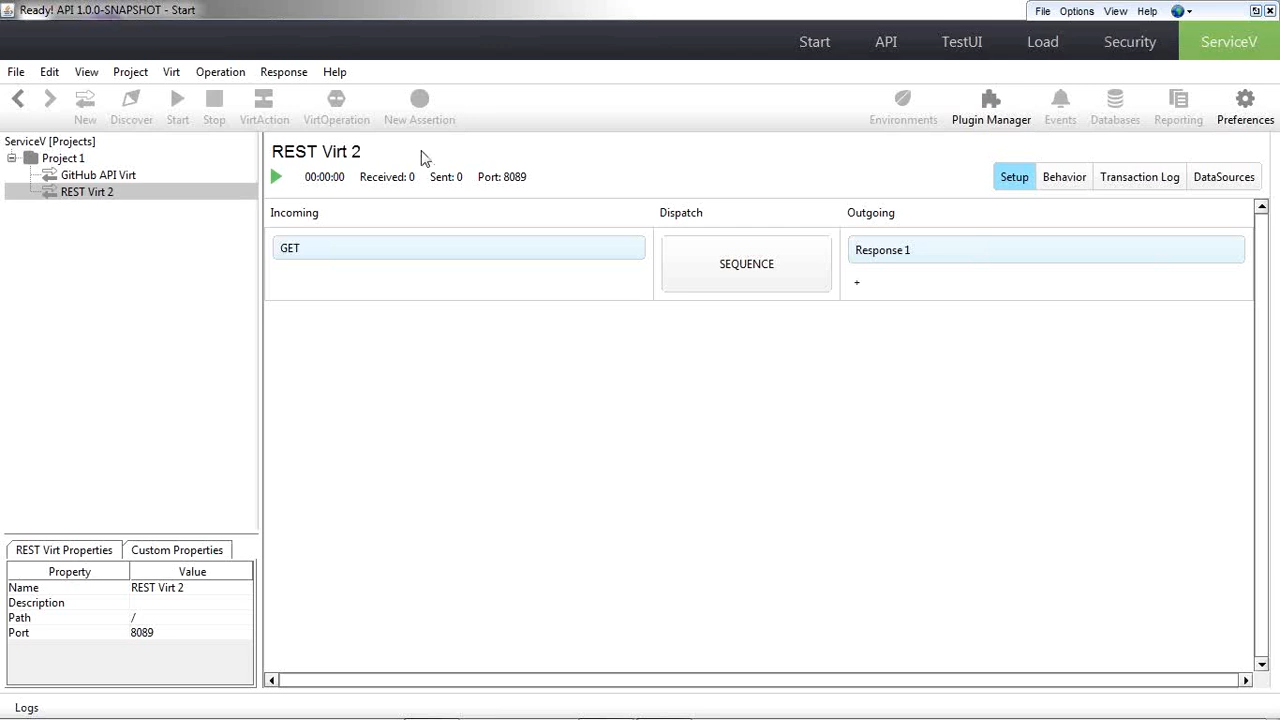 Ready! API 1.0.0-SNAPSHOT - Start
File Options View Help
Start API TestUI Load Security ServiceV
File Edit View Project Virt Operation Response Help
New Discover Start Stop VirtAction VirtOperation New Assertion Environments Plugin Manager Events Databases Reporting Preferences
ServiceV [Projects]
Project 1
GitHub API Virt
REST Virt 2
REST Virt 2
00:00:00 Received: 0 Sent: 0 Port: 8089
Setup Behavior Transaction Log DataSources
Incoming Dispatch Outgoing
GET SEQUENCE Response 1
+
REST Virt Properties Custom Properties
Property Value
Name REST Virt 2
Description
Path /
Port 8089
Logs